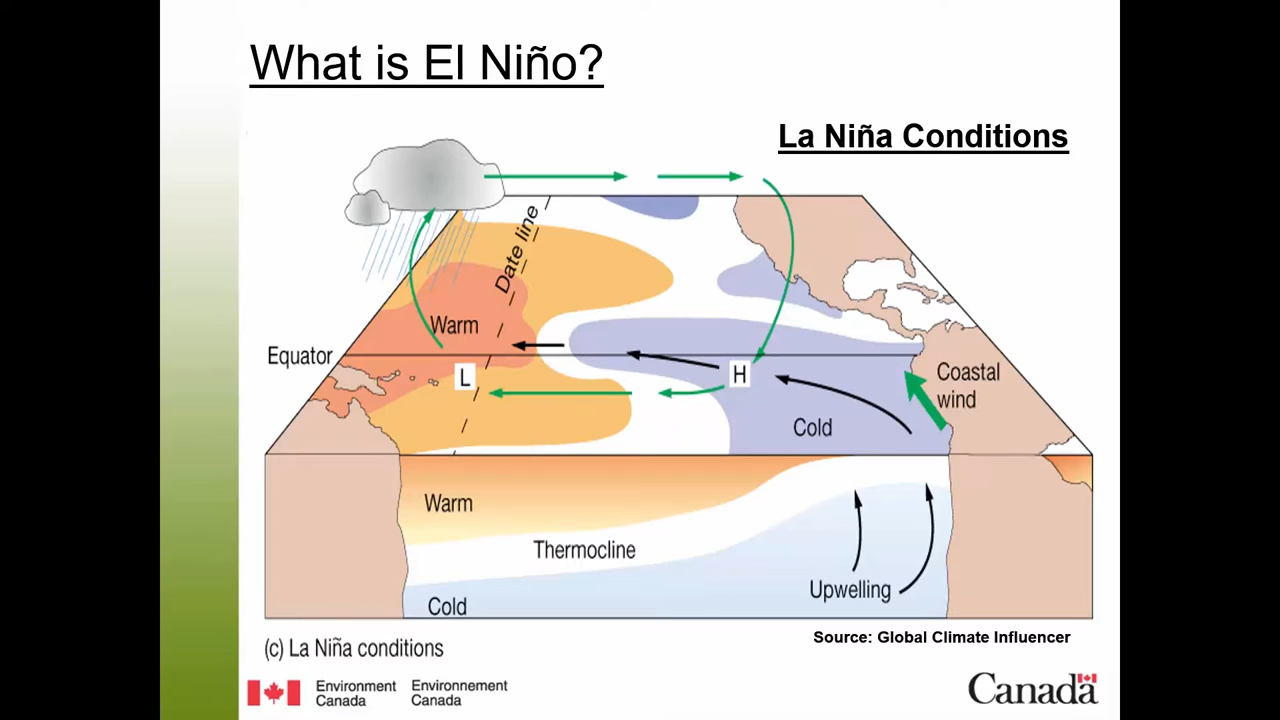 What is El Niño?
La Niña Conditions
Date line
Warm
Equator
L
H
Coastal
wind
Cold
Warm
Thermocline
Upwelling
Cold
Source: Global Climate Influencer
(c) La Niña conditions
Environment Environnement
Canada Canada
Canada